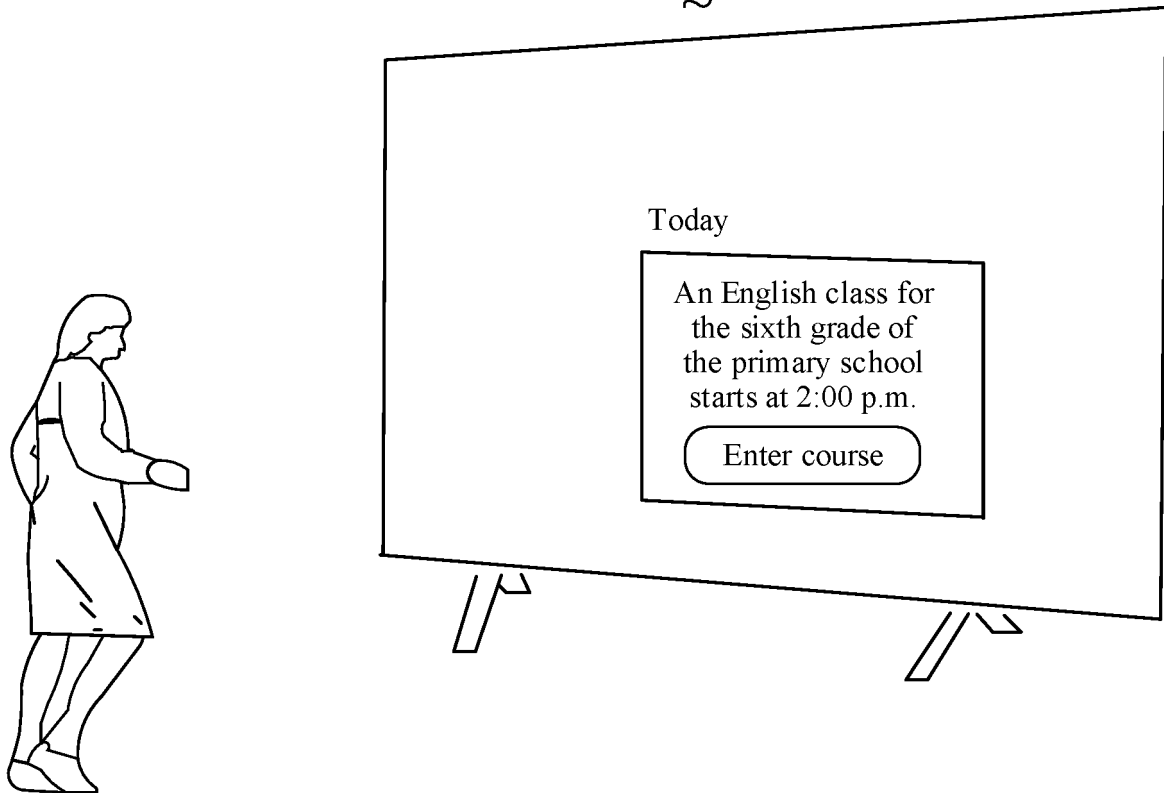 Today
An English class for
the sixth grade of
the primary school
starts at 2:00 p.m.
Enter course